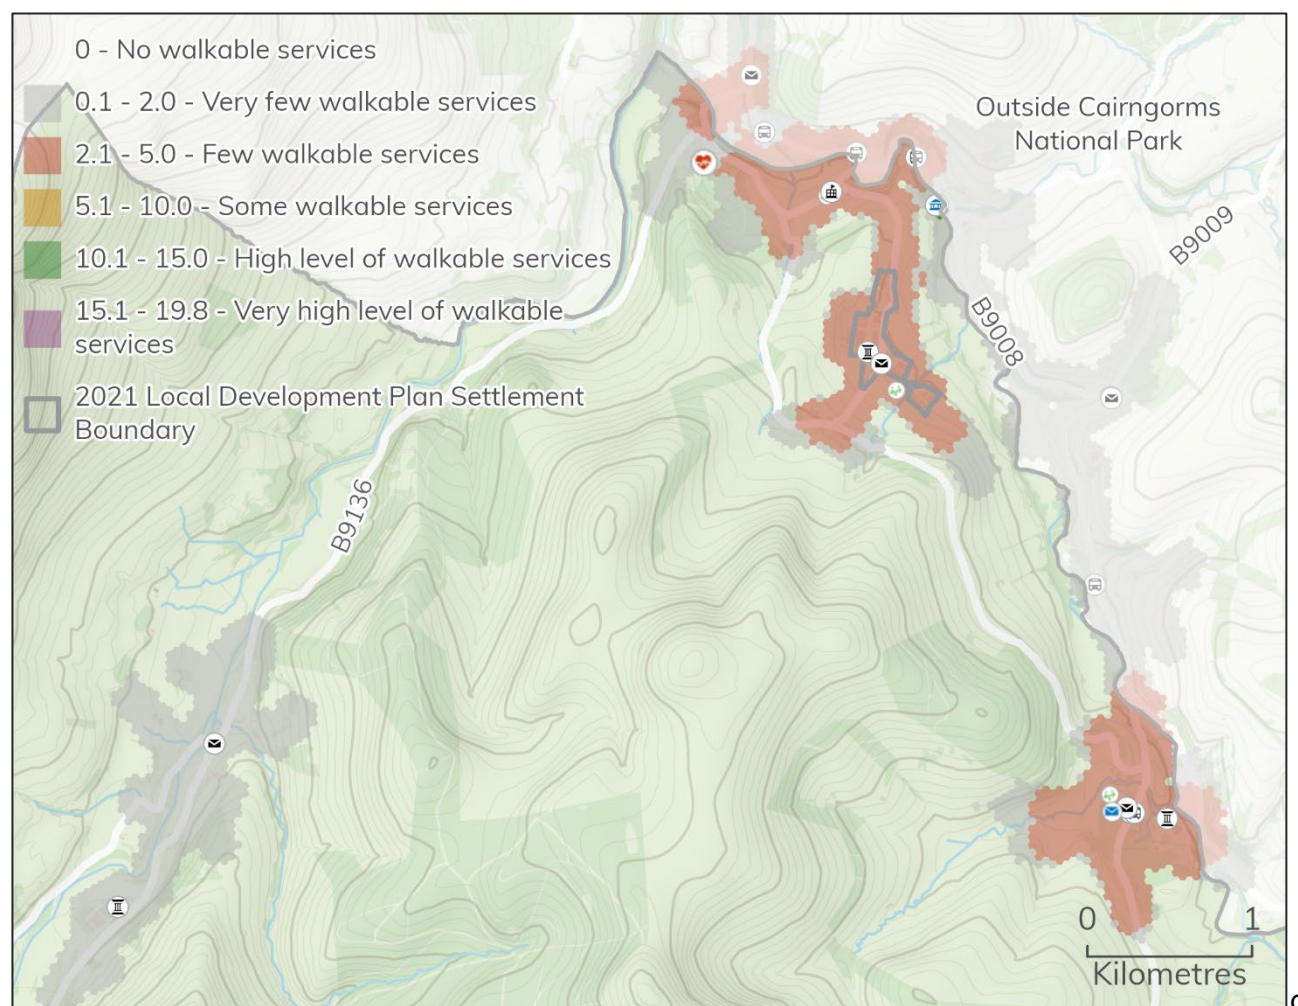 0 - No walkable services
0.1 - 2.0 - Very few walkable services
2.1 - 5.0 - Few walkable services
5.1 - 10.0 - Some walkable services
10.1 - 15.0 - High level of walkable services
15.1 - 19.8 - Very high level of walkable
services
2021 Local Development Plan Settlement
Boundary
Outside Cairngorms
National Park
B9009
B9008
B9136
0 1
Kilometres